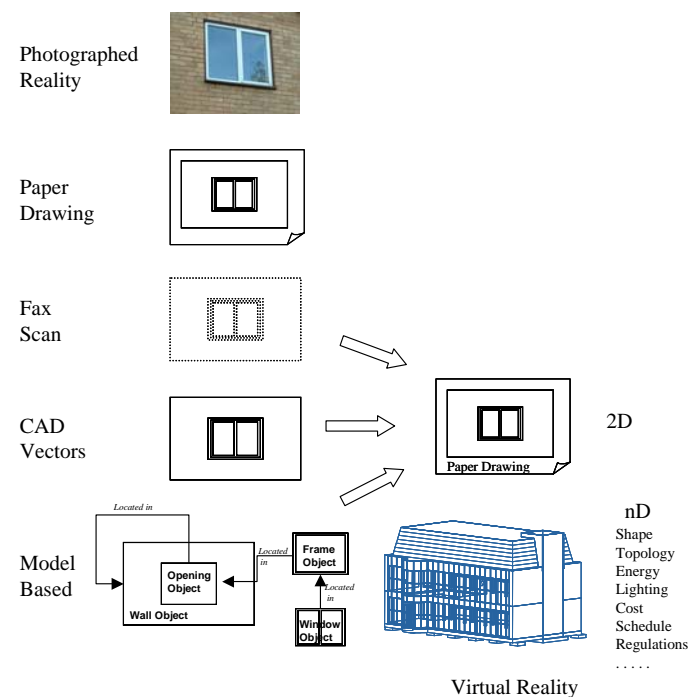 Photographed
Reality
Paper
Drawing
Fax
Scan
CAD
Vectors
Paper Drawing
2D
Model
Based
Located in
Opening
Object
Wall Object
Located
in
Frame
Object
Located
in
Window
Object
nD
Shape
Topology
Energy
Lighting
Cost
Schedule
Regulations
. . . . .
Virtual Reality